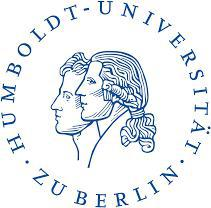 HUMBOLDT-UNIVERSITÄT
· ZU BERLIN ·